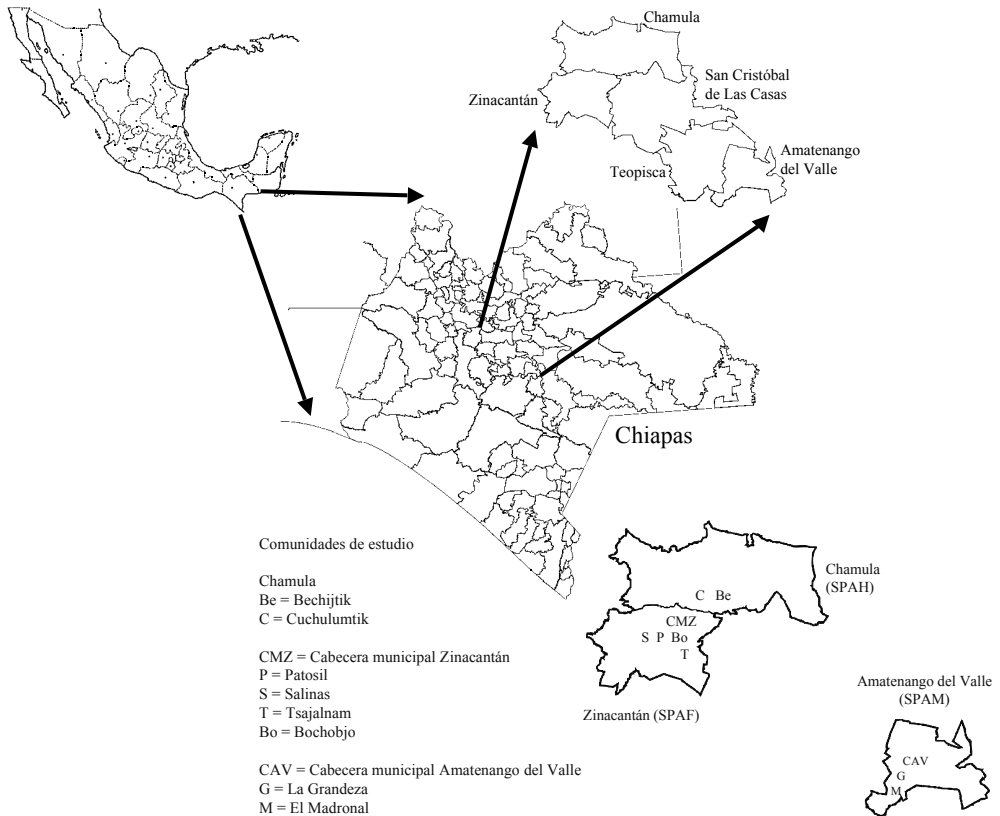 Chamula
San Cristóbal
de Las Casas
Zinacantán
Amatenango
del Valle
Teopisca
Chiapas
Comunidades de estudio
Chamula
Be = Bechijtik
C = Cuchulumtik
CMZ = Cabecera municipal Zinacantán
P = Patosil
S = Salinas
T = Tsajalnam
Bo = Bochobjo
CAV = Cabecera municipal Amatenango del Valle
G = La Grandeza
M = El Madronal
Chamula
(SPAH)
C Be
CMZ
S P Bo
T
Zinacantán (SPAF)
Amatenango del Valle
(SPAM)
CAV
G
M